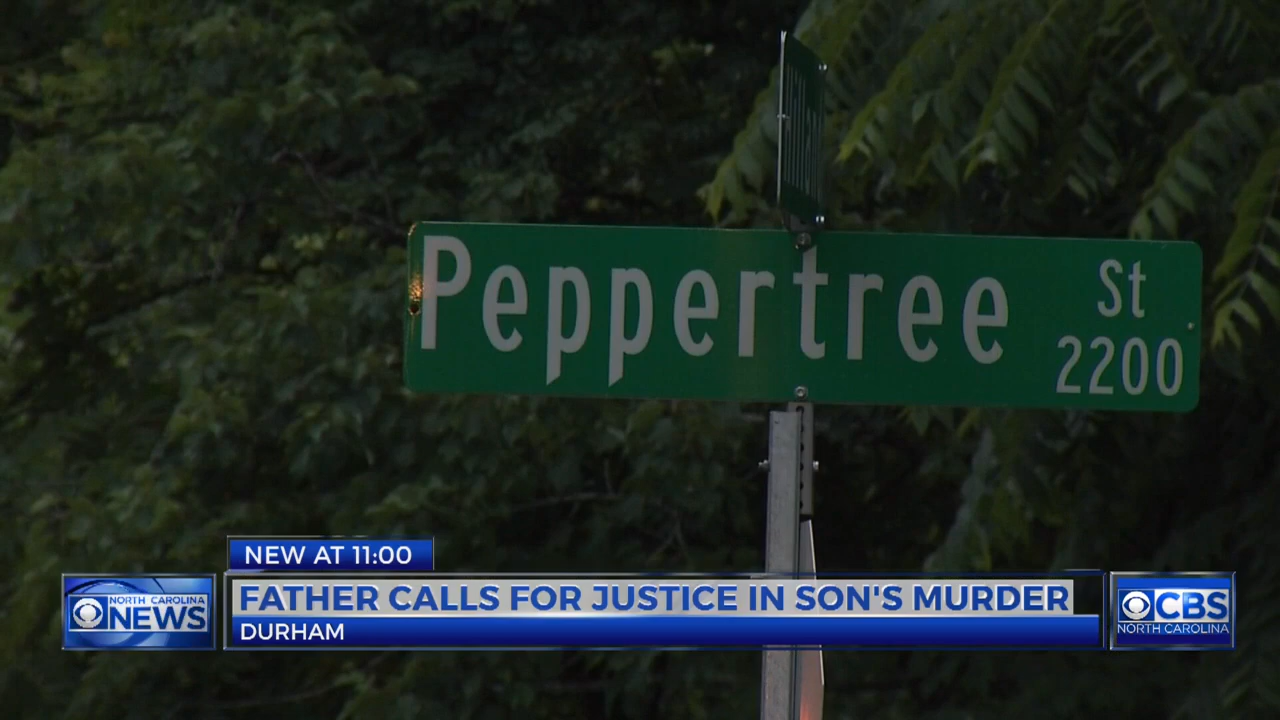 Peppertree St
2200
NEW AT 11:00
NORTH CAROLINA
NEWS
FATHER CALLS FOR JUSTICE IN SON'S MURDER
DURHAM
CBS
NORTH CAROLINA